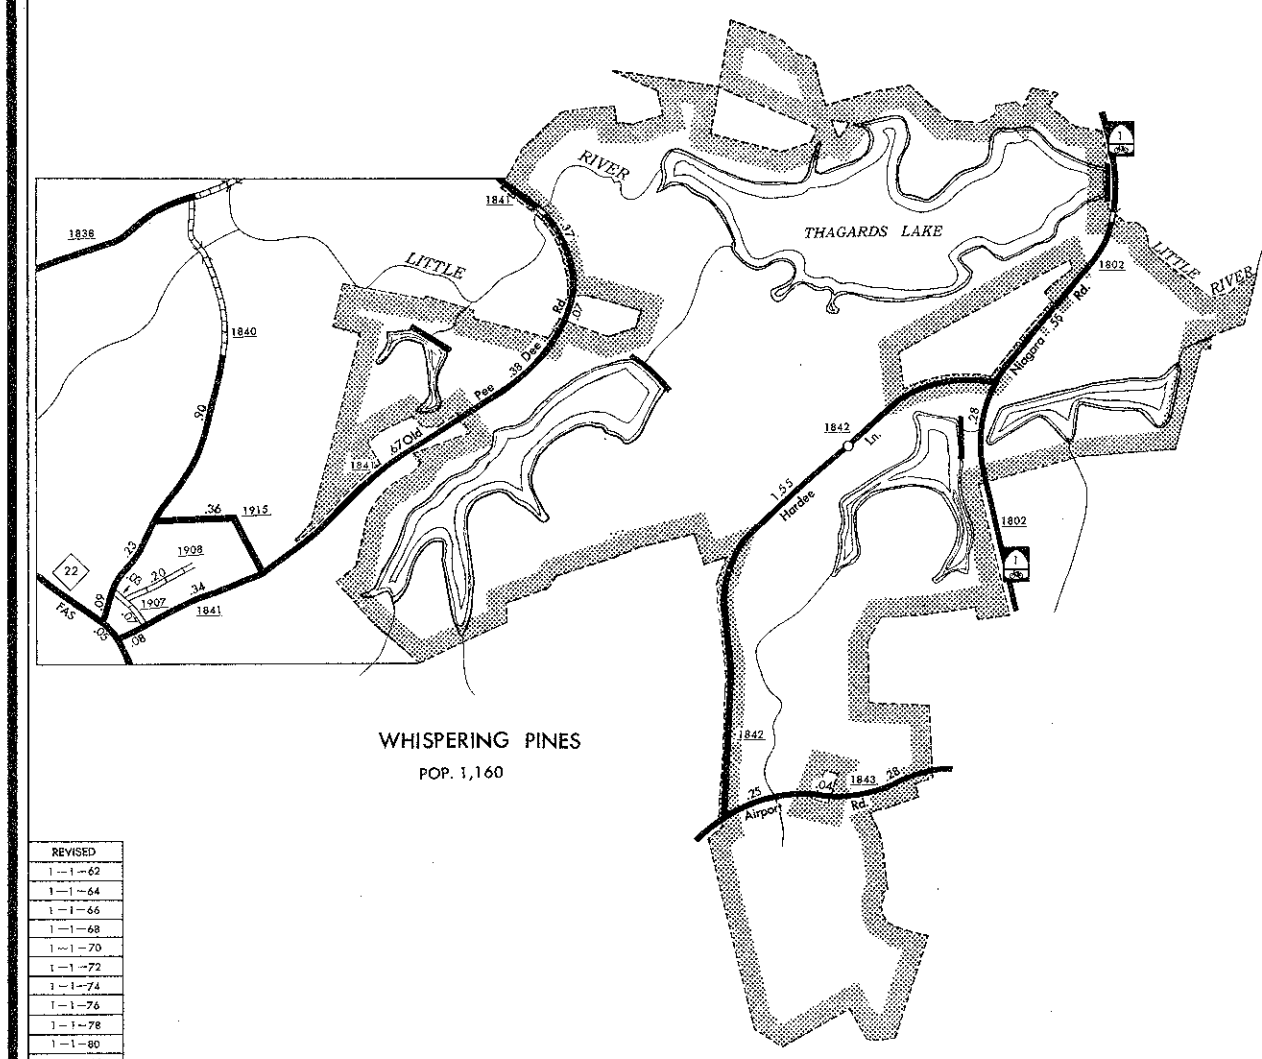 1
RIVER
1841
.37
1838
THAGARDS LAKE
LITTLE
RIVER
LITTLE
1802
1840
Rd.
.07
Niagara .56 Rd.
.38 Dee
Pee
.90
.28
1842
Ln.
.67 Old
1841
1.55
Hardee
.36
1915
1802
.23
1908
1
22
.05
.20
.34
.09
1907
1841
FAS
.07
.05
.08
WHISPERING PINES
POP. 1,160
1842
1843
.28
.04
.25
Airport
Rd.
REVISED
1-1-62
1-1-64
1-1-66
1-1-68
1-1-70
1-1-72
1-1-74
1-1-76
1-1-78
1-1-80